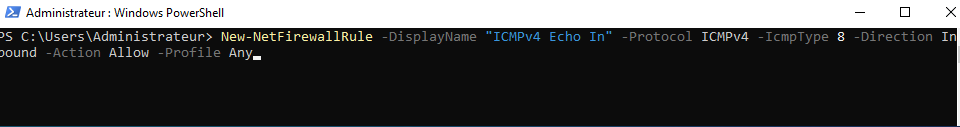 Administrateur : Windows PowerShell
PS C:\Users\Administrateur> New-NetFirewallRule -DisplayName "ICMPv4 Echo In" -Protocol ICMPv4 -IcmpType 8 -Direction In
bound -Action Allow -Profile Any